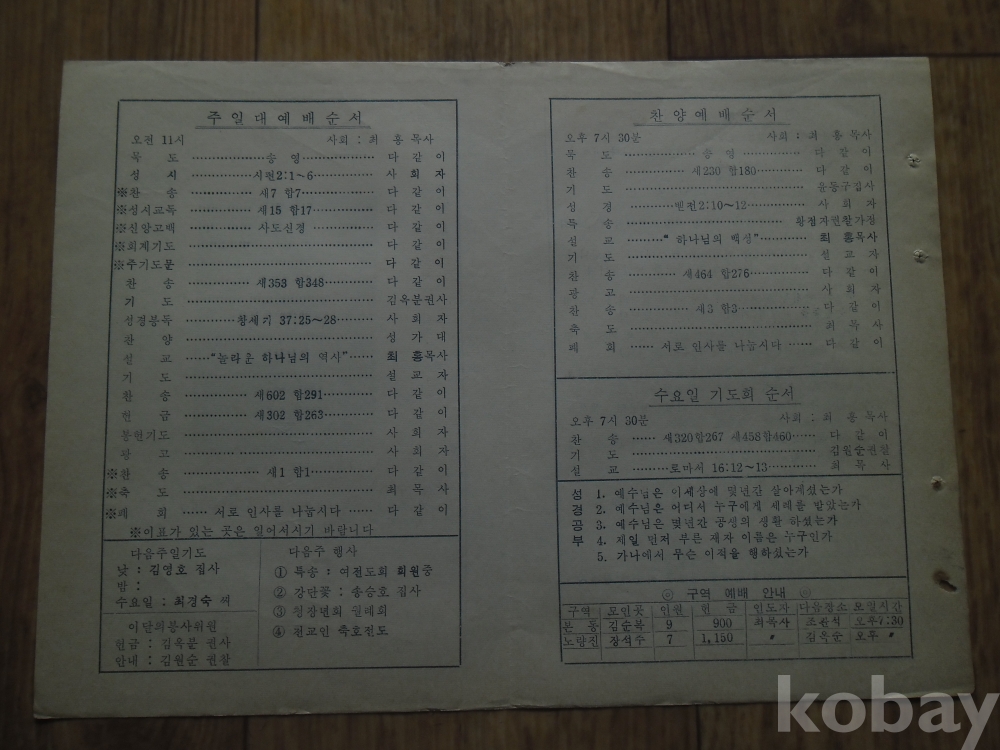 주일대예배순서
오전 11시 사회 : 최 홍 목사
묵 도 송 영 다 같 이
성 시 시편2:1~6 사 회 자
※찬 송 새7 합7 다 같 이
※성시교독 새15 합17 다 같 이
※신앙고백 사도신경 다 같 이
※회계기도 다 같 이
※주기도문 다 같 이
찬 송 새353 합348 다 같 이
기 도 김옥분권사
성경봉독 창세기 37:25~28 사 회 자
찬 양 성 가 대
설 교 "놀라운 하나님의 역시" 최 홍목사
기 도 설 교 자
찬 송 새602 합291 다 같 이
헌 금 새302 합263 다 같 이
봉헌기도 사 회 자
광 고 사 회 자
※찬 송 새1 합1 다 같 이
※축 도 최 목 사
※폐 회 서로 인사를 나눕시다 다 같 이
※이표가 있는 곳은 일어서시기 바랍니다
다음주일기도
낮 : 김영호 집사
밤 :
수요일 : 최경숙 씨
이달의봉사위원
헌금 : 김옥분 권사
안내 : 김원순 권찰
다음주 행사
① 특송 : 여전도회 회원중
② 강단꽃 : 송승호 집사
③ 청장년회 월례회
④ 전교인 축호전도
찬양예배순서
오후 7시 30분 사회 : 최 홍 목사
묵 도 송 영 다 같 이
찬 송 새230 합180 다 같 이
기 도 윤동구집사
성 경 빈전2:10~12 사 회 자
특 송 황점자권찰가정
설 교 " 하나님의 백성" 최 홍목사
기 도 설 교 자
찬 송 새464 합276 다 같 이
광 고 사 회 자
찬 송 새3 합3 다 같 이
축 도 최 목 사
폐 회 서로 인사를 나눕시다 다 같 이
수요일 기도회 순서
오후 7시 30분 사회 : 최 홍 목사
찬 송 새320합267 새458합460 다 같 이
기 도 김원순권찰
설 교 로마서 16:12~13 최 목 사
성경공부
1. 예수님은 이세상에 몇년간 살아계셨는가
2. 예수님은 어디서 누구에게 세례를 받았는가
3. 예수님은 몇년간 공생의 생활 하셨는가
4. 제일 먼저 부른 제자 이름은 누구인가
5. 가나에서 무슨 이적을 행하셨는가
◎ 구역 예배 안내 ◎
구역 모인곳 인원 헌 금 인도자 다음장소 요일시간
본 동 김순복 9 900 최목사 조판석 오후7:30
노량진 장석수 7 1,150 〃 김옥순 오후 〃
kobay